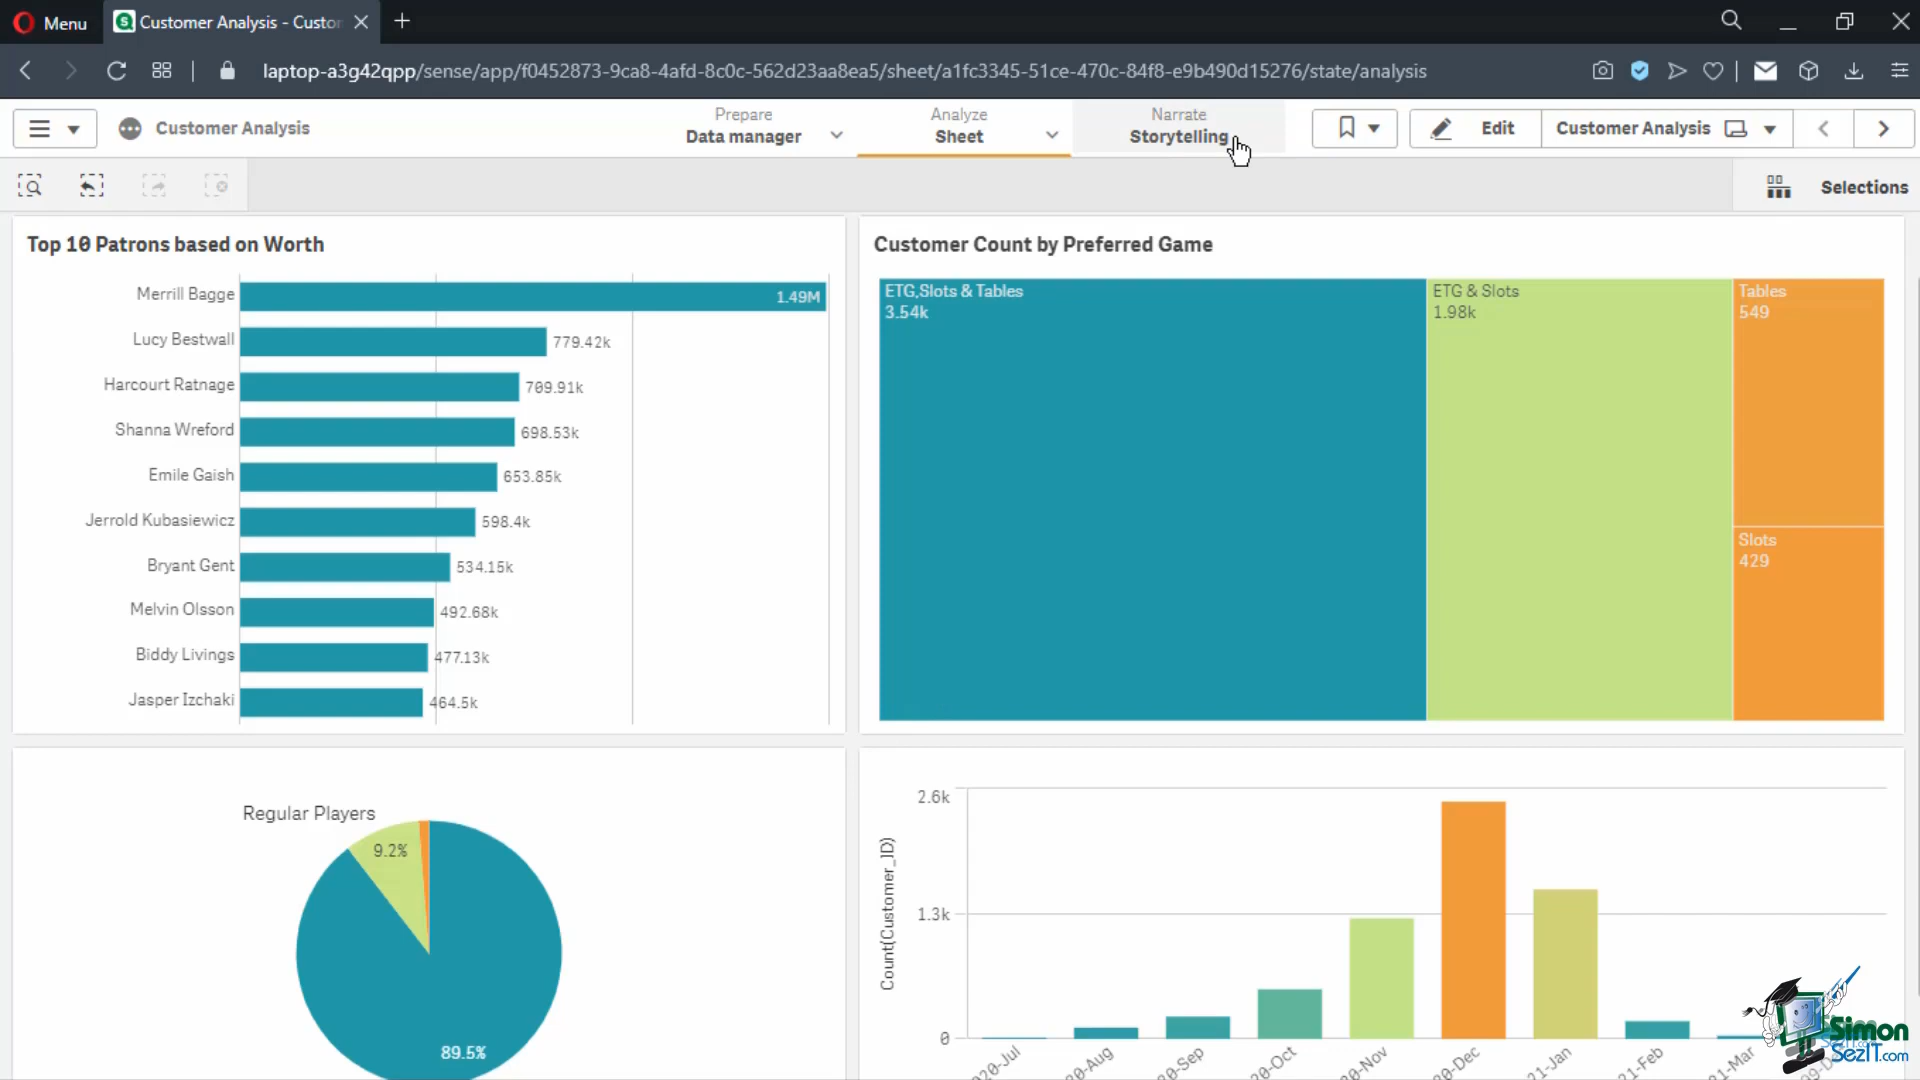 Menu
Customer Analysis - Custor
laptop-a3g42qpp/sense/app/f0452873-9ca8-4afd-8c0c-562d23aa8ea5/sheet/a1fc3345-51ce-470c-84f8-e9b490d15276/state/analysis
Customer Analysis
Prepare
Data manager
Analyze
Sheet
Narrate
Storytelling
Edit
Customer Analysis
Selections
Top 10 Patrons based on Worth
Merrill Bagge 1.49M
Lucy Bestwall 779.42k
Harcourt Ratnage 709.91k
Shanna Wreford 698.53k
Emile Gaish 653.85k
Jerrold Kubasiewicz 598.4k
Bryant Gent 534.15k
Melvin Olsson 492.68k
Biddy Livings 477.13k
Jasper Izchaki 464.5k
Customer Count by Preferred Game
ETG,Slots & Tables
3.54k
ETG & Slots
1.98k
Tables
549
Slots
429
Regular Players
9.2%
89.5%
Count(Customer_ID)
2.6k
1.3k
0
020-Jul
20-Aug
20-Sep
20-Oct
20-Nov
20-Dec
21-Jan
21-Feb
21-Mar
Simon
SezIT.com